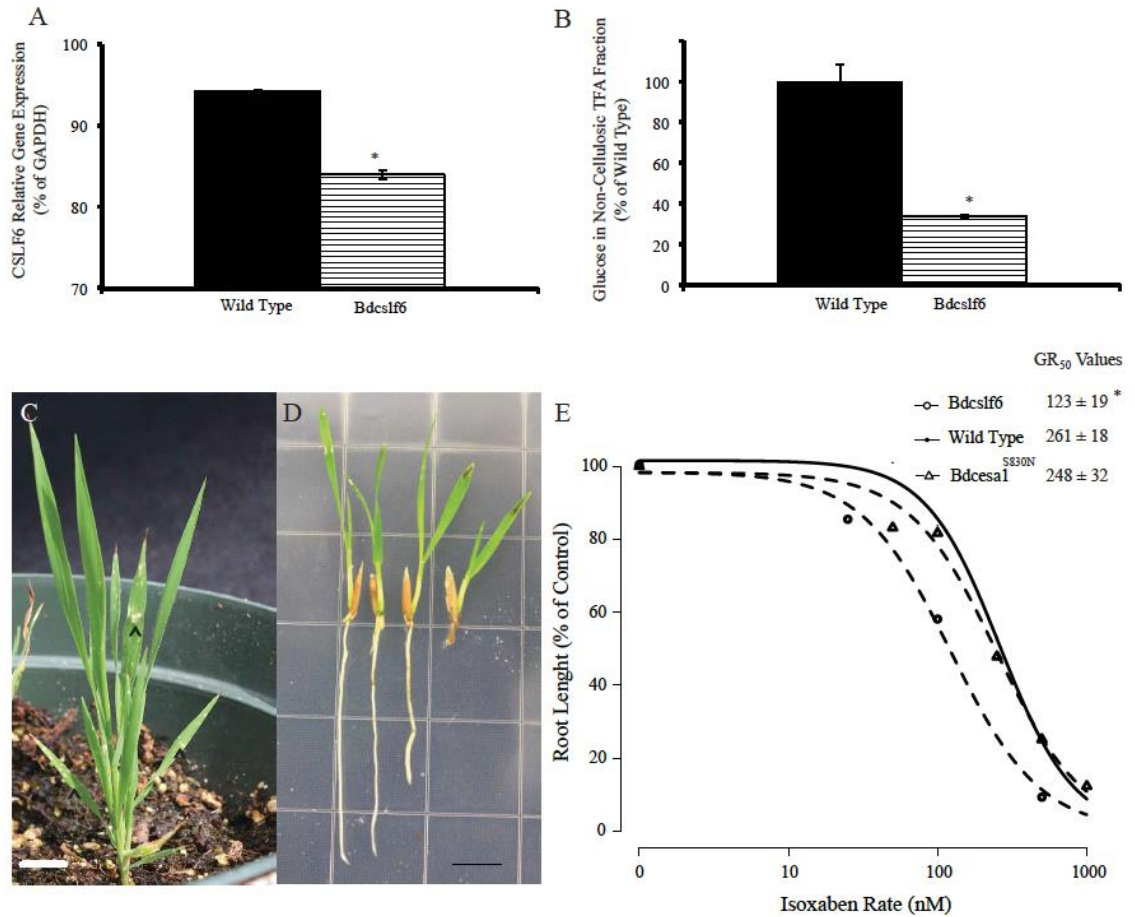 A
CSLF6 Relative Gene Expression
(% of GAPDH)
100
90
80
70
Wild Type
Bdcslf6
*
B
Glucose in Non-Cellulosic TFA Fraction
(% of Wild Type)
100
80
60
40
20
0
Wild Type
Bdcslf6
*
C
D
E
GR50 Values
Bdcslf6 123 ± 19 *
Wild Type 261 ± 18
Bdcesa1 S830N 248 ± 32
Root Lenght (% of Control)
100
80
60
40
20
0
0 10 100 1000
Isoxaben Rate (nM)